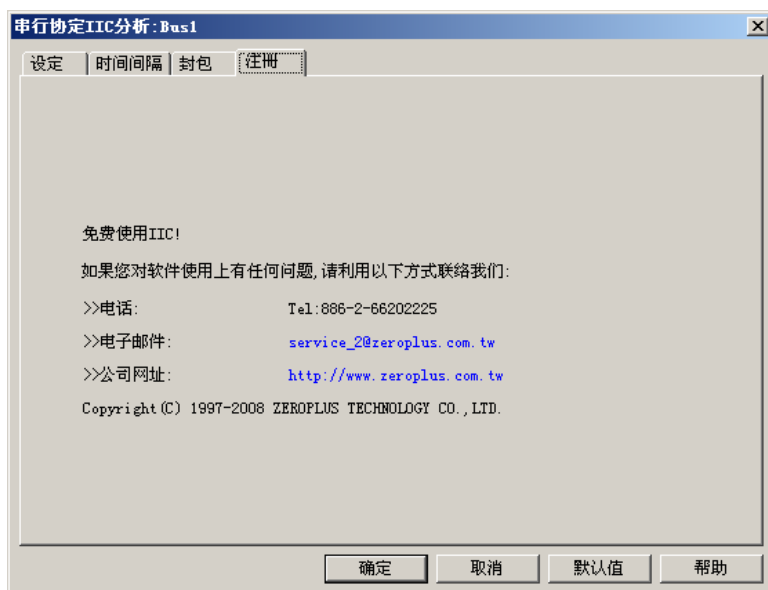 串行协定IIC分析:Bus1
设定 时间间隔 封包 注册
免费使用IIC!
如果您对软件使用上有任何问题,请利用以下方式联络我们:
>>电话: Tel:886-2-66202225
>>电子邮件: service_2@zeroplus.com.tw
>>公司网址: http://www.zeroplus.com.tw
Copyright(C) 1997-2008 ZEROPLUS TECHNOLOGY CO.,LTD.
确定 取消 默认值 帮助